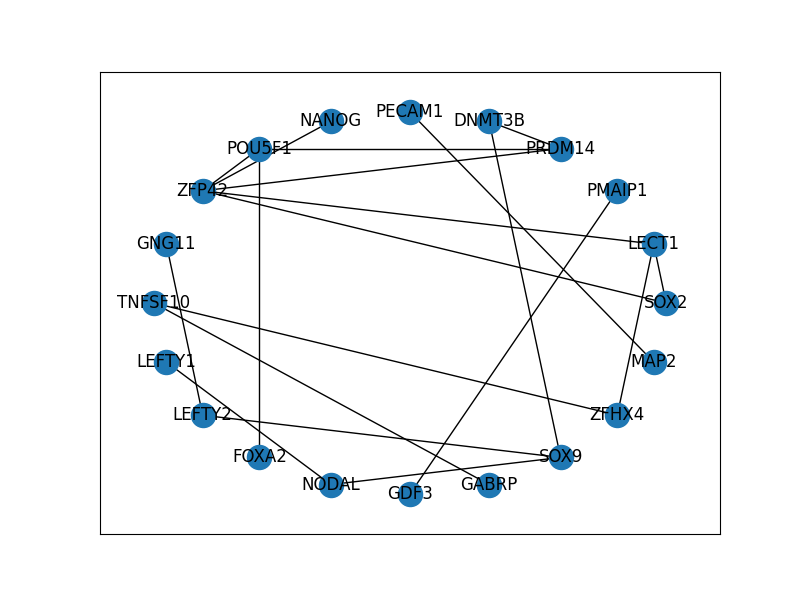 PECAM1
NANOG
DNMT3B
POU5F1
PRDM14
ZFP42
PMAIP1
GNG11
LECT1
TNFSF10
SOX2
LEFTY1
MAP2
LEFTY2
ZFHX4
FOXA2
SOX9
NODAL
GABRP
GDF3